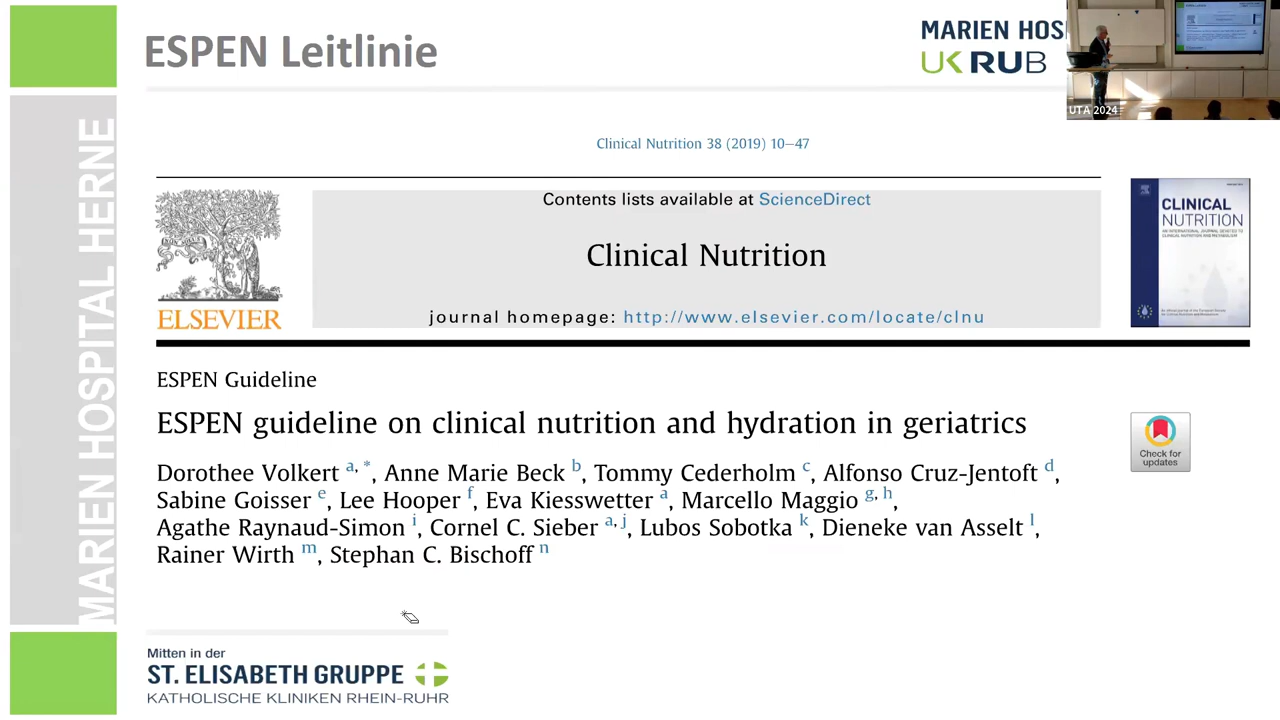 ESPEN Leitlinie
MARIEN HOS
UK RUB
UTA 2024
MARIEN HOSPITAL HERNE
Clinical Nutrition 38 (2019) 10–47
Contents lists available at ScienceDirect
Clinical Nutrition
journal homepage: http://www.elsevier.com/locate/clnu
ELSEVIER
CLINICAL
NUTRITION
ESPEN Guideline
ESPEN guideline on clinical nutrition and hydration in geriatrics
Check for
updates
Dorothee Volkert a, *, Anne Marie Beck b, Tommy Cederholm c, Alfonso Cruz-Jentoft d,
Sabine Goisser e, Lee Hooper f, Eva Kiesswetter a, Marcello Maggio g, h,
Agathe Raynaud-Simon i, Cornel C. Sieber a, j, Lubos Sobotka k, Dieneke van Asselt l,
Rainer Wirth m, Stephan C. Bischoff n
Mitten in der
ST. ELISABETH GRUPPE
KATHOLISCHE KLINIKEN RHEIN-RUHR